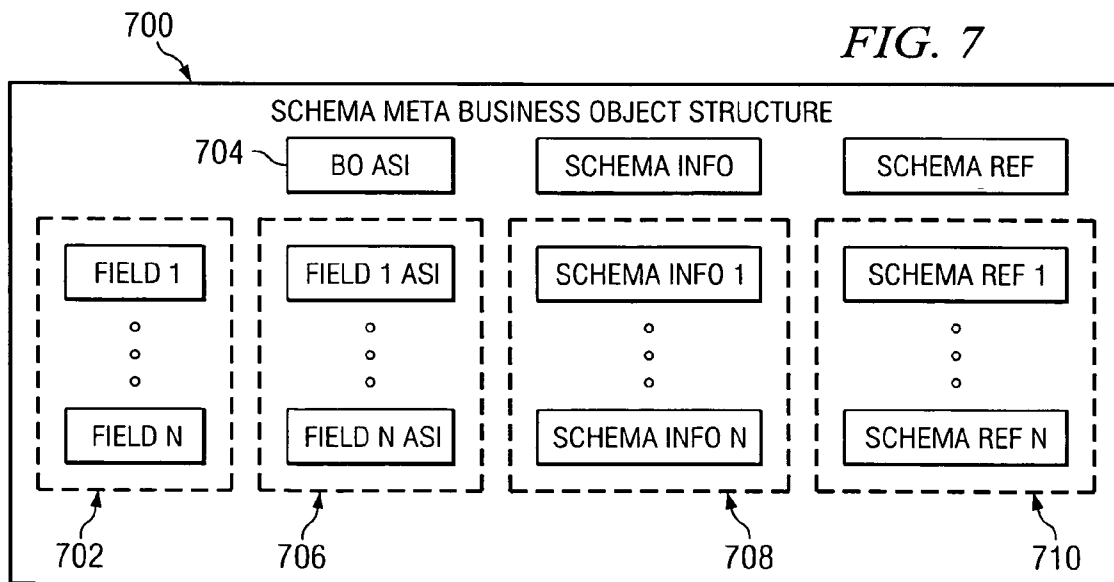 700
FIG. 7
SCHEMA META BUSINESS OBJECT STRUCTURE
704
BO ASI
SCHEMA INFO
SCHEMA REF
FIELD 1
FIELD 1 ASI
SCHEMA INFO 1
SCHEMA REF 1
FIELD N
FIELD N ASI
SCHEMA INFO N
SCHEMA REF N
702
706
708
710